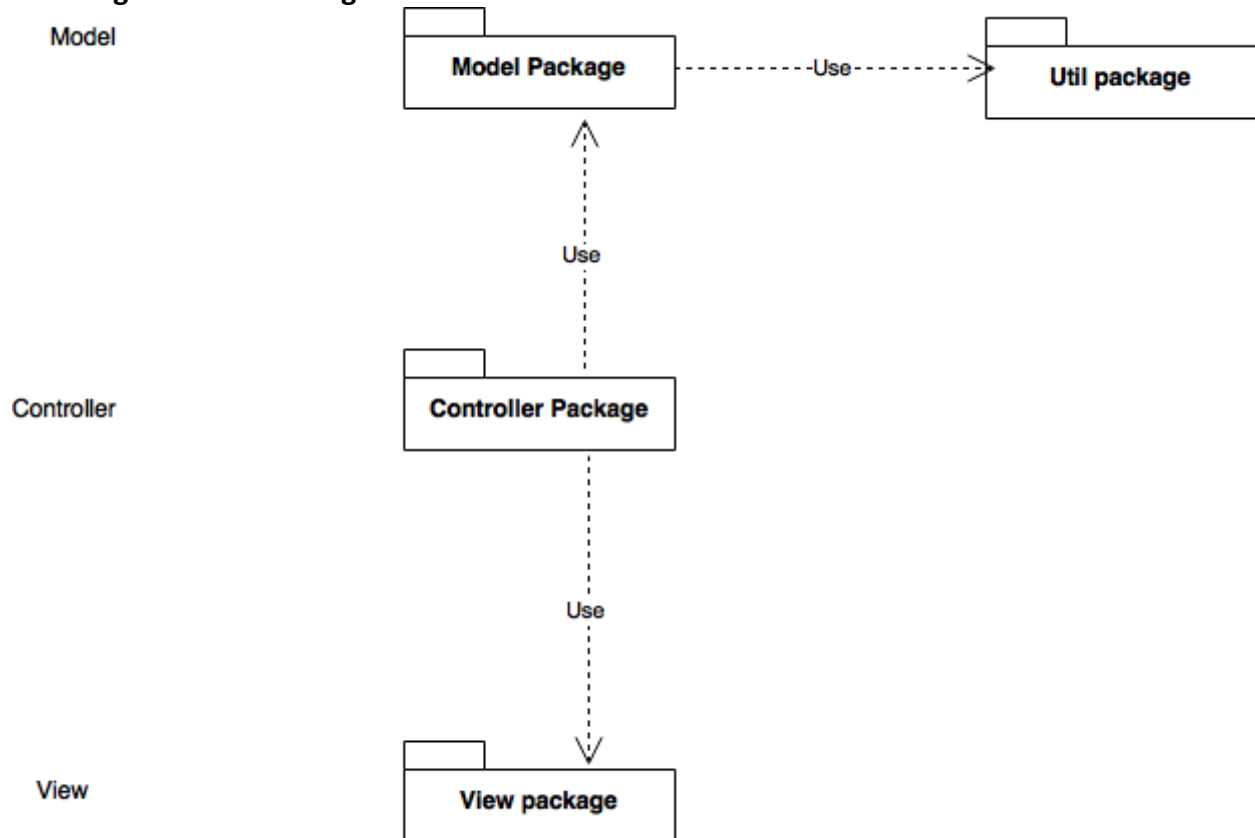 Model
Model Package
Use
Util package
Use
Controller
Controller Package
Use
View
View package